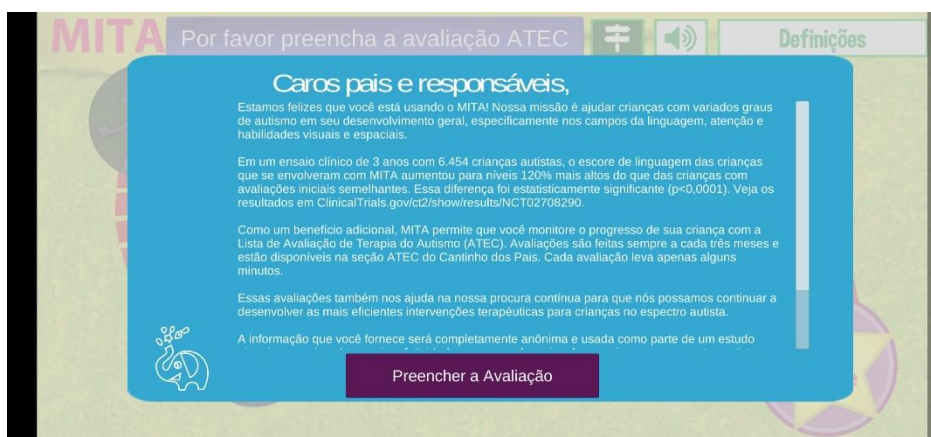 MITA
Por favor preencha a avaliação ATEC
Definições
Caros pais e responsáveis,
Estamos felizes que você está usando o MITA! Nossa missão é ajudar crianças com variados graus
de autismo em seu desenvolvimento geral, especificamente nos campos da linguagem, atenção e
habilidades visuais e espaciais.
Em um ensaio clínico de 3 anos com 6.454 crianças autistas, o escore de linguagem das crianças
que se envolveram com MITA aumentou para níveis 120% mais altos do que das crianças com
avaliações iniciais semelhantes. Essa diferença foi estatisticamente significante (p<0,0001). Veja os
resultados em ClinicalTrials.gov/ct2/show/results/NCT02708290.
Como um benefício adicional, MITA permite que você monitore o progresso de sua criança com a
Lista de Avaliação de Terapia do Autismo (ATEC). Avaliações são feitas sempre a cada três meses e
estão disponíveis na seção ATEC do Cantinho dos Pais. Cada avaliação leva apenas alguns
minutos.
Essas avaliações também nos ajuda na nossa procura contínua para que nós possamos continuar a
desenvolver as mais eficientes intervenções terapêuticas para crianças no espectro autista.
A informação que você fornece será completamente anônima e usada como parte de um estudo
Preencher a Avaliação